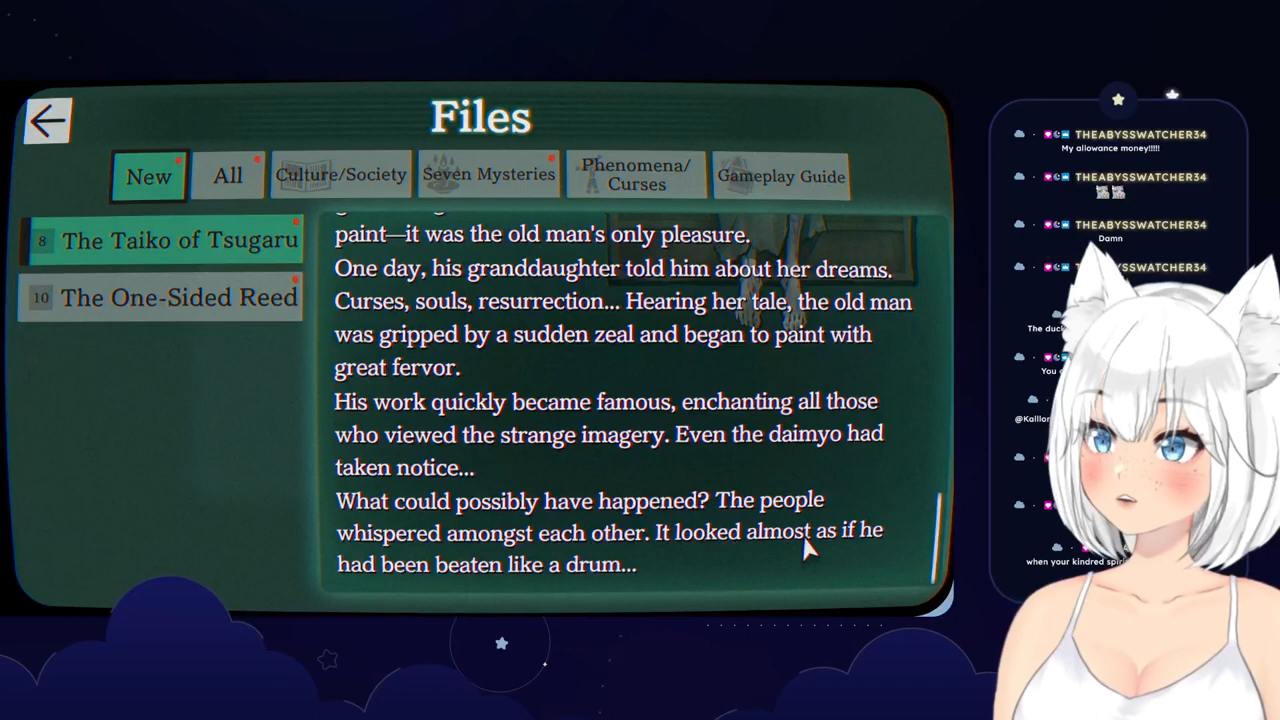 Files
New
All
Culture/Society
Seven Mysteries
Phenomena/
Curses
Gameplay Guide
8 The Taiko of Tsugaru
10 The One-Sided Reed
paint—it was the old man's only pleasure.
One day, his granddaughter told him about her dreams.
Curses, souls, resurrection... Hearing her tale, the old man
was gripped by a sudden zeal and began to paint with
great fervor.
His work quickly became famous, enchanting all those
who viewed the strange imagery. Even the daimyo had
taken notice...
What could possibly have happened? The people
whispered amongst each other. It looked almost as if he
had been beaten like a drum...
THEABYSSWATCHER34
My allowance money!!!!!
THEABYSSWATCHER34
THEABYSSWATCHER34
Damn
YSSWATCHER34
The duc
You
when your kindred